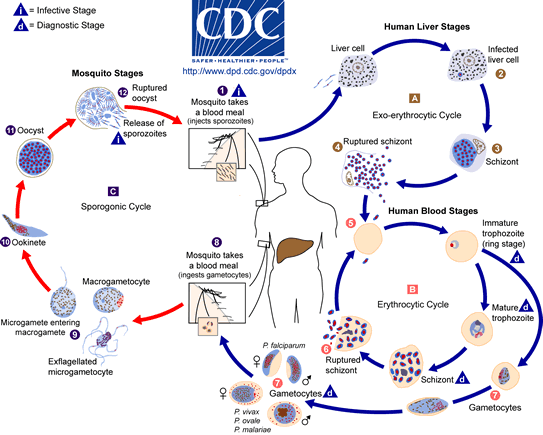 i = Infective Stage
d = Diagnostic Stage
CDC
SAFER • HEALTHIER • PEOPLE™
http://www.dpd.cdc.gov/dpdx
Mosquito Stages
12 Ruptured
oocyst
11 Oocyst
Release of
sporozoites
i
1 i
Mosquito takes
a blood meal
(injects sporozoites)
C
Sporogonic Cycle
10 Ookinete
Macrogametocyte
Microgamete entering
macrogamete 9
Exflagellated
microgametocyte
8
Mosquito takes
a blood meal
(ingests gametocytes)
Human Liver Stages
Liver cell
Infected
liver cell
2
A
Exo-erythrocytic Cycle
4 Ruptured schizont
3
Schizont
Human Blood Stages
5
Immature
trophozoite
(ring stage)
d
B
Erythrocytic Cycle
Mature d
trophozoite
6
Ruptured
schizont
Schizont d
7
Gametocytes
P. falciparum
♀
7 ♂
Gametocytes d
♀
P. vivax
P. ovale
P. malariae
♂